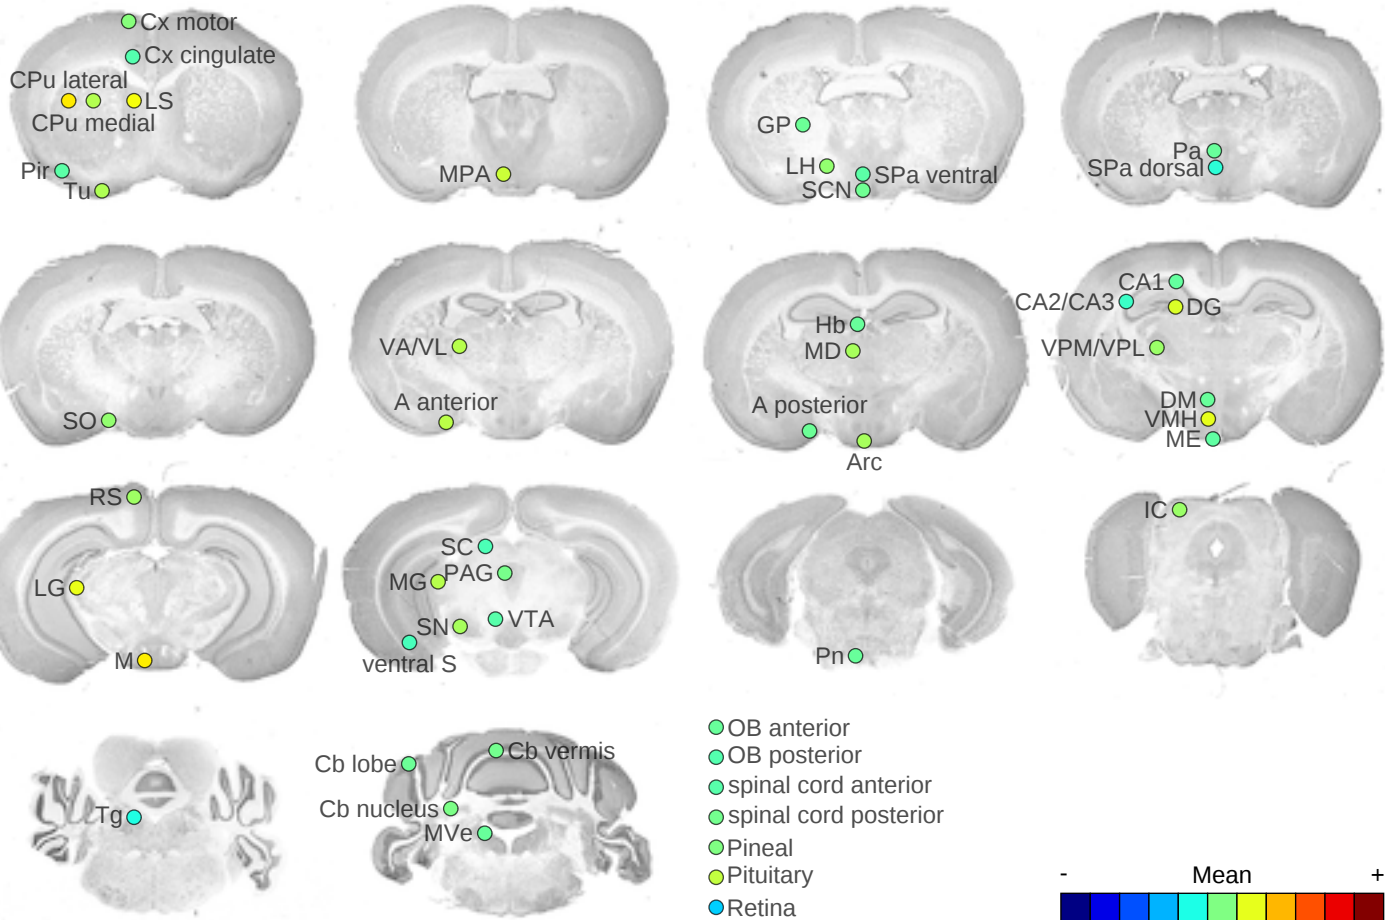 Cx motor
Cx cingulate
CPu lateral
LS
CPu medial
Pir
Tu
MPA
GP
LH
SPa ventral
SCN
Pa
SPa dorsal
SO
VA/VL
A anterior
Hb
MD
A posterior
Arc
CA1
CA2/CA3
DG
VPM/VPL
DM
VMH
ME
RS
LG
M
SC
PAG
MG
VTA
SN
ventral S
Pn
IC
Tg
Cb vermis
Cb lobe
Cb nucleus
MVe
OB anterior
OB posterior
spinal cord anterior
spinal cord posterior
Pineal
Pituitary
Retina
- Mean +